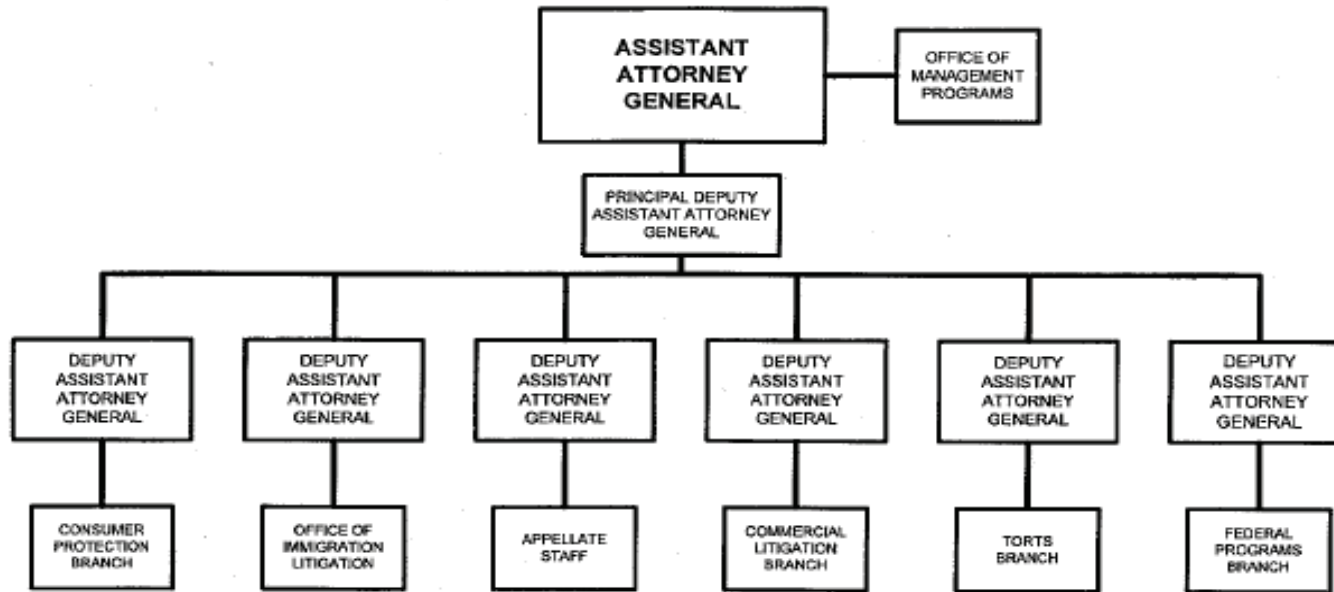 ASSISTANT
ATTORNEY
GENERAL
OFFICE OF
MANAGEMENT
PROGRAMS
PRINCIPAL DEPUTY
ASSISTANT ATTORNEY
GENERAL
DEPUTY
ASSISTANT
ATTORNEY
GENERAL
DEPUTY
ASSISTANT
ATTORNEY
GENERAL
DEPUTY
ASSISTANT
ATTORNEY
GENERAL
DEPUTY
ASSISTANT
ATTORNEY
GENERAL
DEPUTY
ASSISTANT
ATTORNEY
GENERAL
DEPUTY
ASSISTANT
ATTORNEY
GENERAL
CONSUMER
PROTECTION
BRANCH
OFFICE OF
IMMIGRATION
LITIGATION
APPELLATE
STAFF
COMMERCIAL
LITIGATION
BRANCH
TORTS
BRANCH
FEDERAL
PROGRAMS
BRANCH